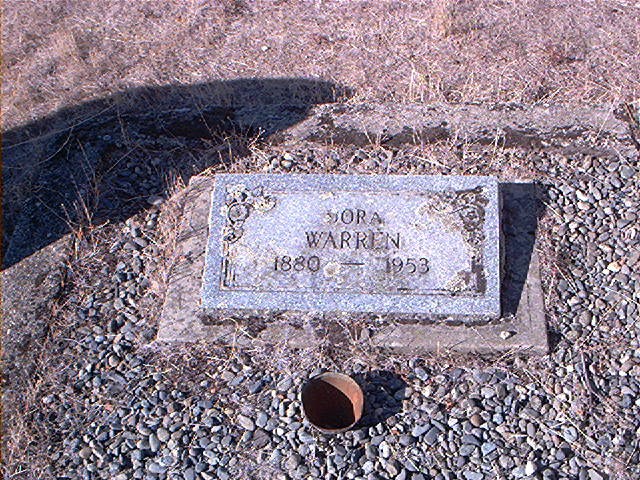 DORA
WARREN
1880 — 1953